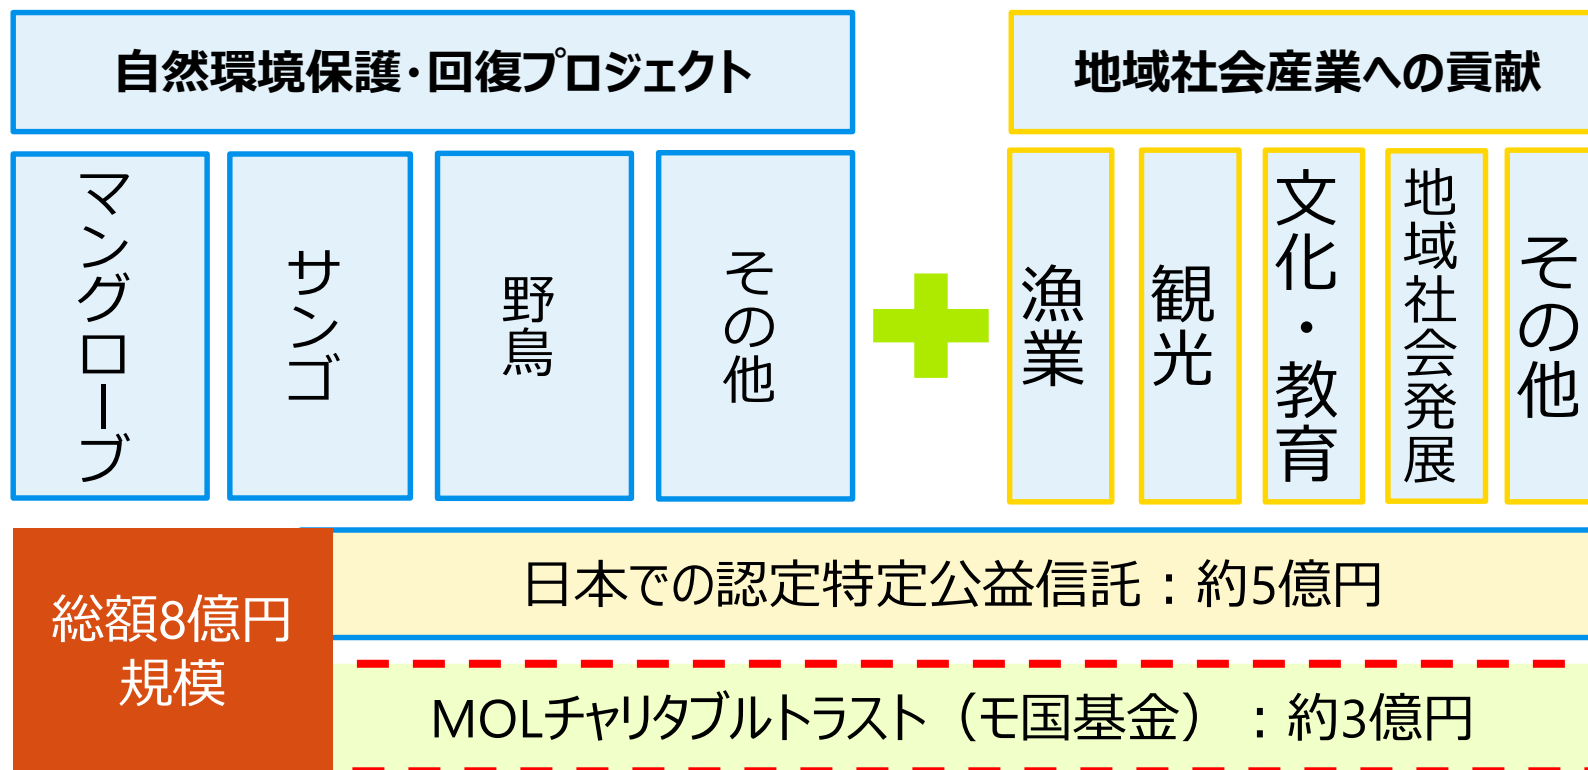 自然環境保護・回復プロジェクト
地域社会産業への貢献
マングローブ
サンゴ
野鳥
その他
漁業
観光
文化・教育
地域社会発展
その他
総額8億円
規模
日本での認定特定公益信託：約5億円
MOLチャリタブルトラスト（モ国基金）：約3億円